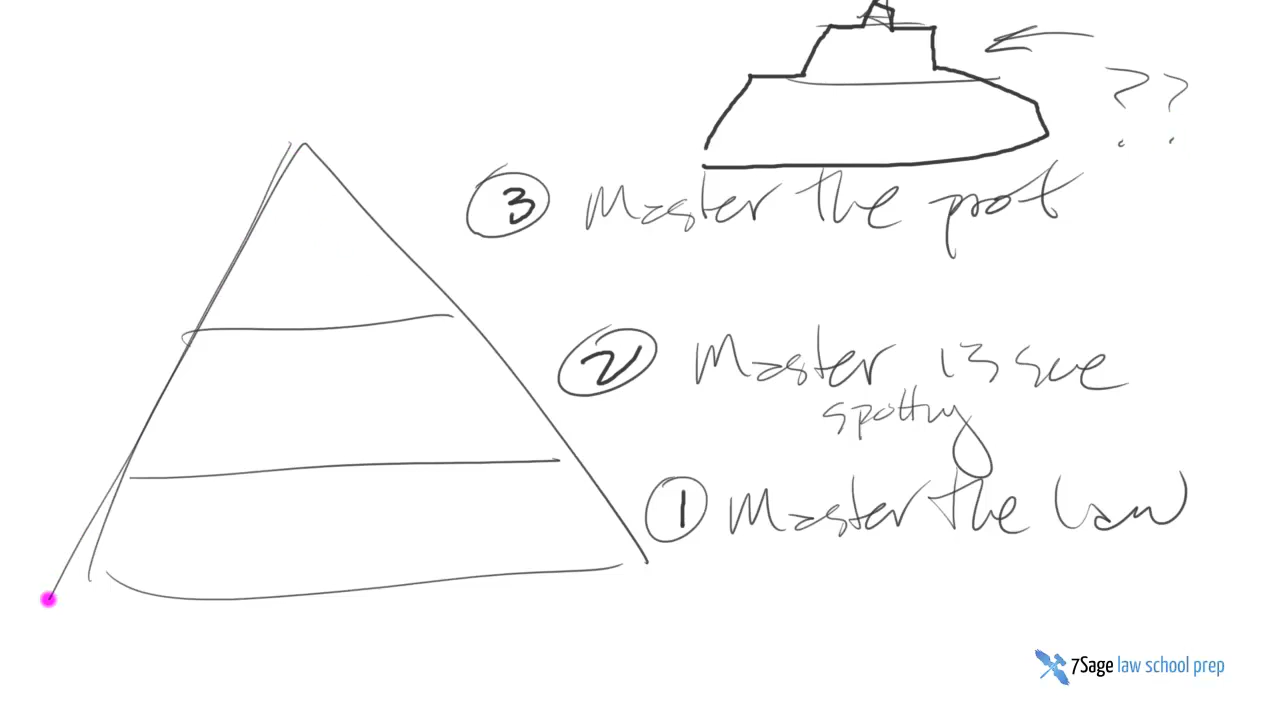 ??
③ Master the prof
② Master issue
spotting
① Master the law
7Sage law school prep